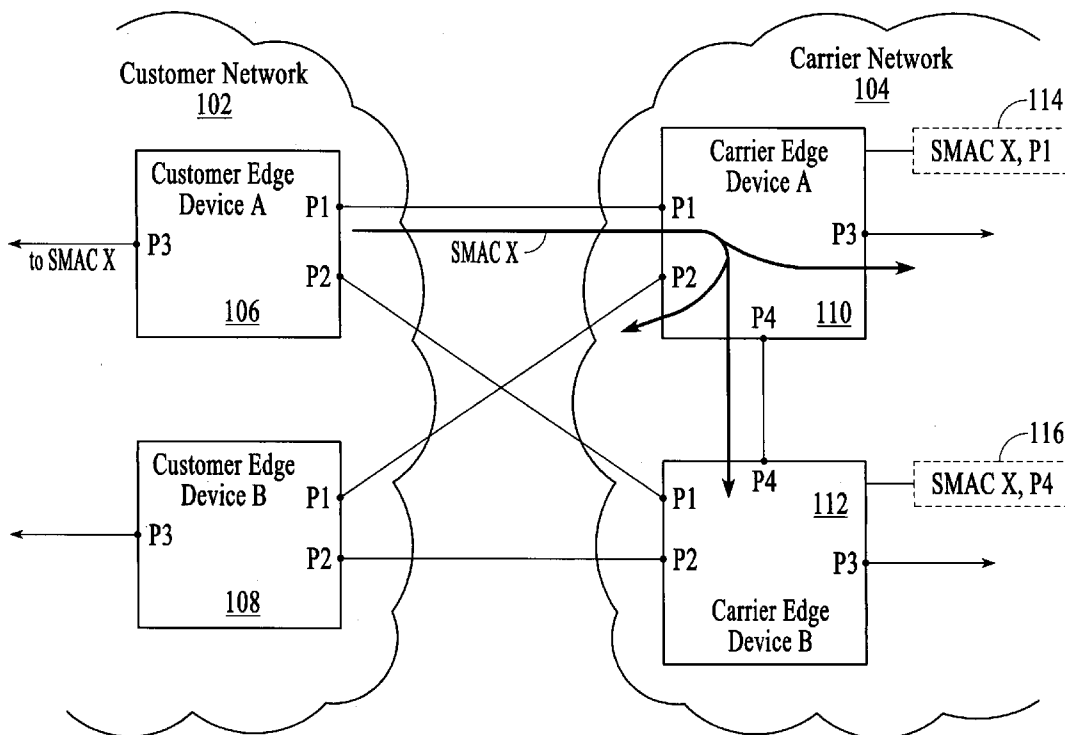 Customer Network
102
Carrier Network
104
114
SMAC X, P1
Customer Edge
Device A
P1
P3
P2
106
to SMAC X
SMAC X
Carrier Edge
Device A
P1
P3
P2
P4
110
116
SMAC X, P4
Customer Edge
Device B
P1
P3
P2
108
P4
112
P1
P2
P3
Carrier Edge
Device B